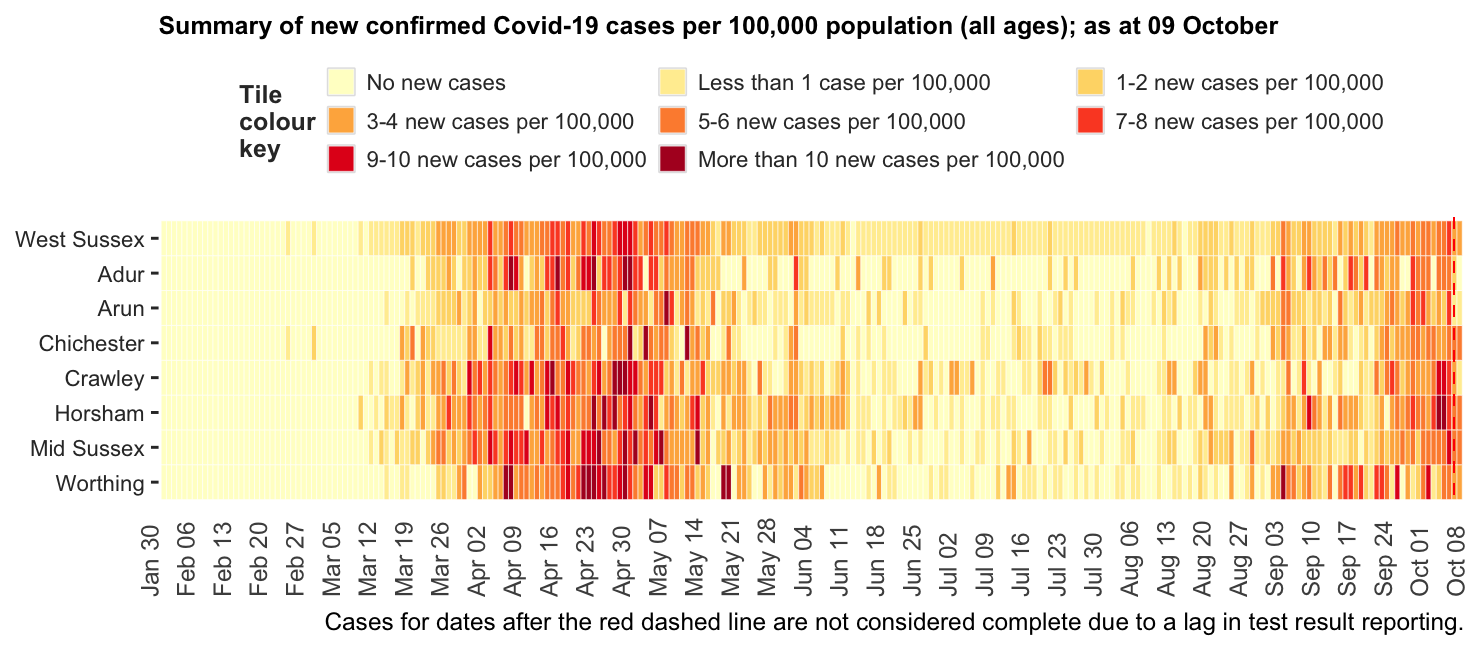 Summary of new confirmed Covid-19 cases per 100,000 population (all ages); as at 09 October
Tile
colour
key
No new cases
Less than 1 case per 100,000
1-2 new cases per 100,000
3-4 new cases per 100,000
5-6 new cases per 100,000
7-8 new cases per 100,000
9-10 new cases per 100,000
More than 10 new cases per 100,000
West Sussex
Adur
Arun
Chichester
Crawley
Horsham
Mid Sussex
Worthing
Jan 30
Feb 06
Feb 13
Feb 20
Feb 27
Mar 05
Mar 12
Mar 19
Mar 26
Apr 02
Apr 09
Apr 16
Apr 23
Apr 30
May 07
May 14
May 21
May 28
Jun 04
Jun 11
Jun 18
Jun 25
Jul 02
Jul 09
Jul 16
Jul 23
Jul 30
Aug 06
Aug 13
Aug 20
Aug 27
Sep 03
Sep 10
Sep 17
Sep 24
Oct 01
Oct 08
Cases for dates after the red dashed line are not considered complete due to a lag in test result reporting.